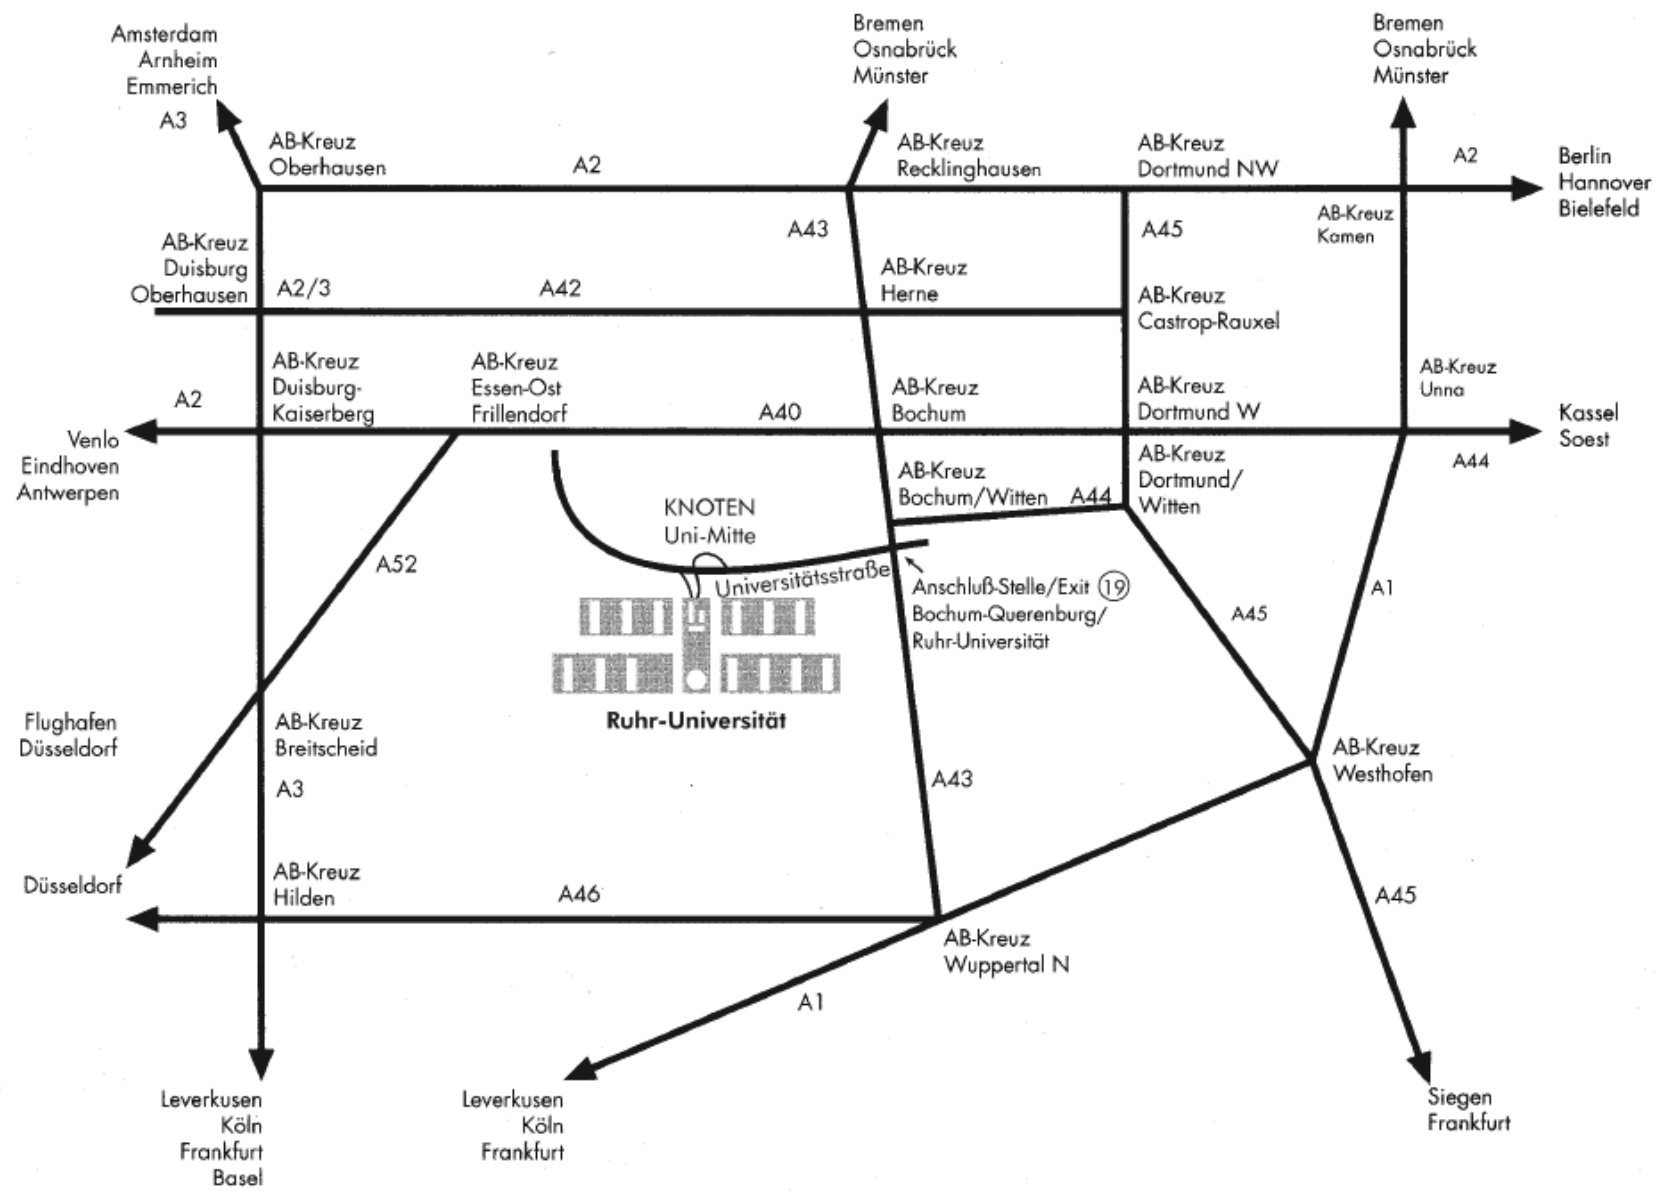 Amsterdam
Arnheim
Emmerich
A3
Bremen
Osnabrück
Münster
Bremen
Osnabrück
Münster
AB-Kreuz
Oberhausen
A2
AB-Kreuz
Recklinghausen
AB-Kreuz
Dortmund NW
A2
Berlin
Hannover
Bielefeld
A43
A45
AB-Kreuz
Kamen
AB-Kreuz
Duisburg
Oberhausen
A2/3
A42
AB-Kreuz
Herne
AB-Kreuz
Castrop-Rauxel
A2
AB-Kreuz
Duisburg-
Kaiserberg
AB-Kreuz
Essen-Ost
Frillendorf
A40
AB-Kreuz
Bochum
AB-Kreuz
Dortmund W
AB-Kreuz
Unna
Kassel
Soest
A44
Venlo
Eindhoven
Antwerpen
AB-Kreuz
Bochum/Witten
A44
AB-Kreuz
Dortmund/
Witten
KNOTEN
Uni-Mitte
Universitätsstraße
A52
Anschluß-Stelle/Exit 19
Bochum-Querenburg/
Ruhr-Universität
A45
A1
Ruhr-Universität
Flughafen
Düsseldorf
AB-Kreuz
Breitscheid
A3
A43
AB-Kreuz
Westhofen
Düsseldorf
AB-Kreuz
Hilden
A46
A45
AB-Kreuz
Wuppertal N
A1
Leverkusen
Köln
Frankfurt
Basel
Leverkusen
Köln
Frankfurt
Siegen
Frankfurt